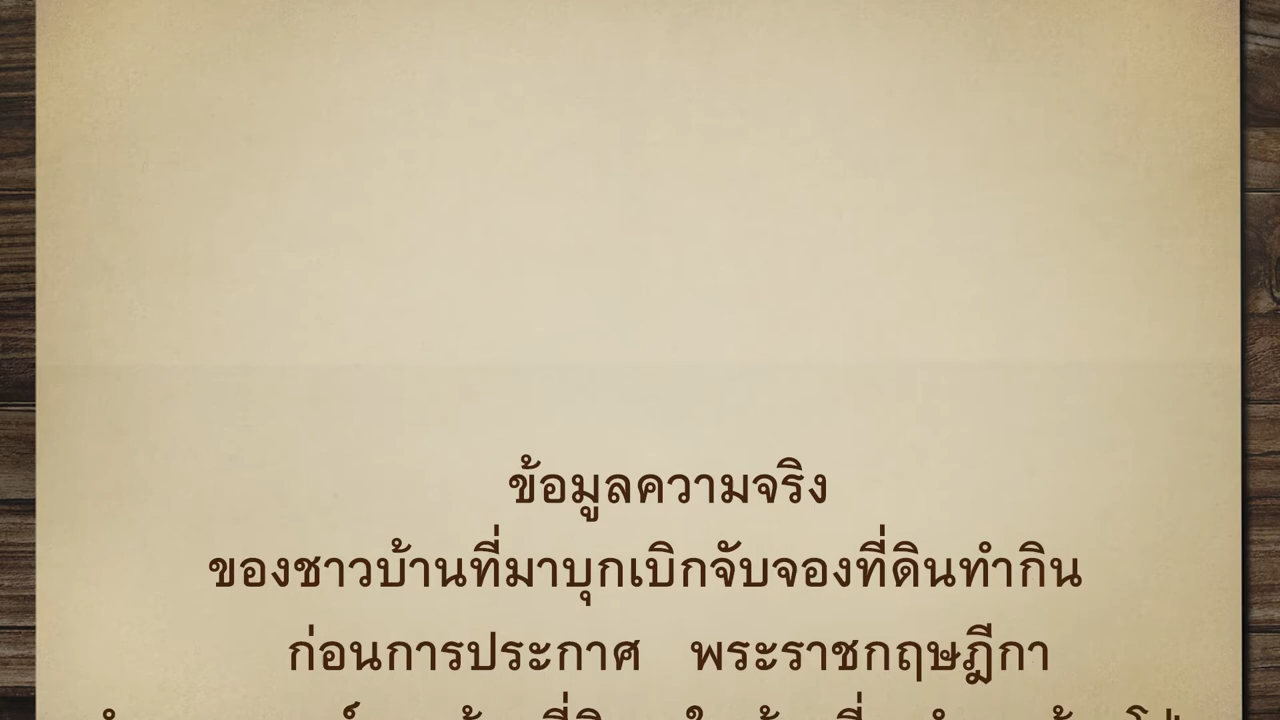 ข้อมูลความจริง
ของชาวบ้านที่มาบุกเบิกจับจองที่ดินทำกิน
ก่อนการประกาศ พระราชกฤษฎีกา